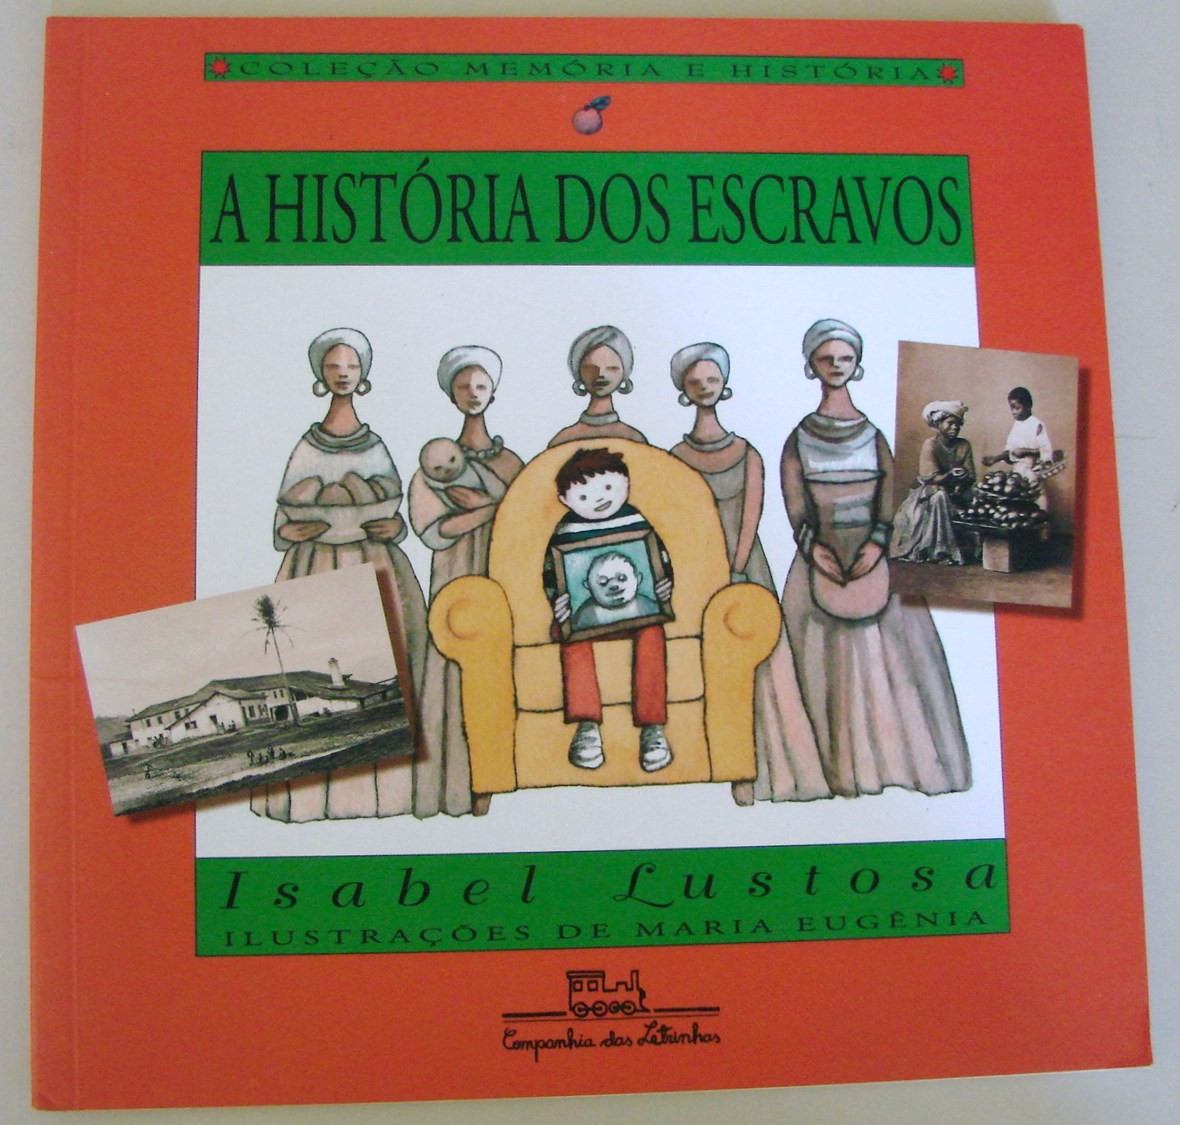 COLEÇÃO MEMÓRIA E HISTÓRIA
A HISTÓRIA DOS ESCRAVOS
Isabel Lustosa
ILUSTRAÇÕES DE MARIA EUGÊNIA
Companhia das Letrinhas